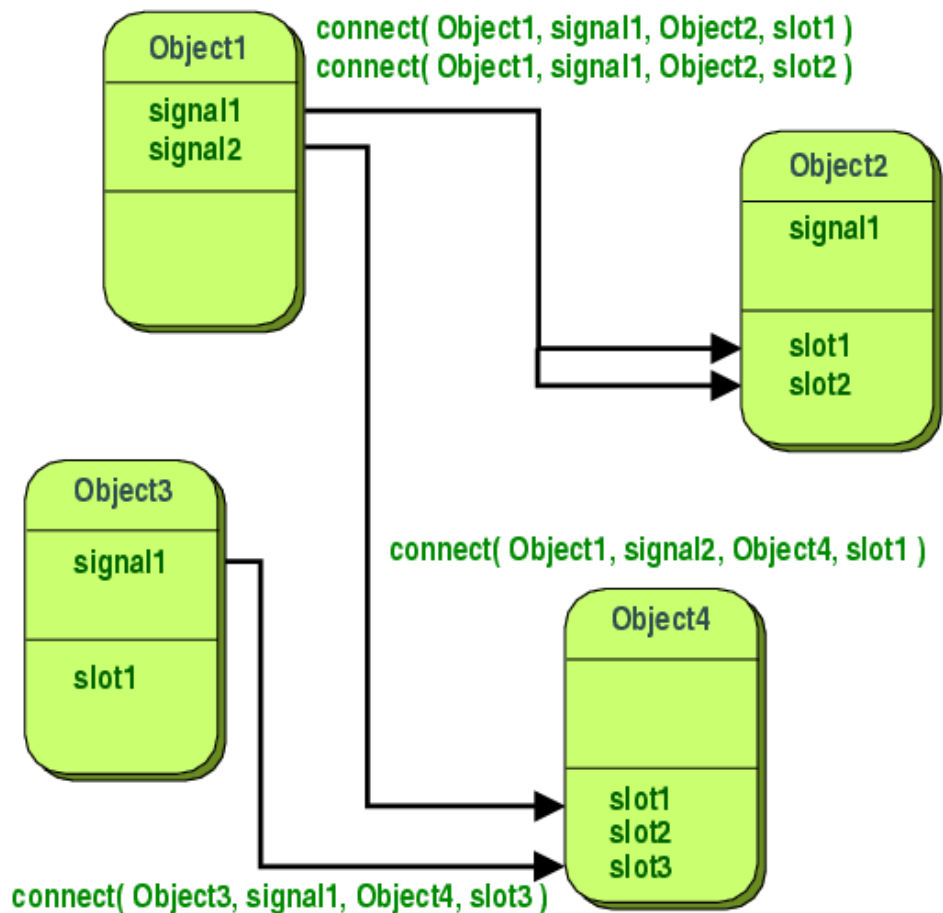 Object1
signal1
signal2
connect( Object1, signal1, Object2, slot1 )
connect( Object1, signal1, Object2, slot2 )
Object2
signal1
slot1
slot2
Object3
signal1
slot1
connect( Object1, signal2, Object4, slot1 )
Object4
slot1
slot2
slot3
connect( Object3, signal1, Object4, slot3 )